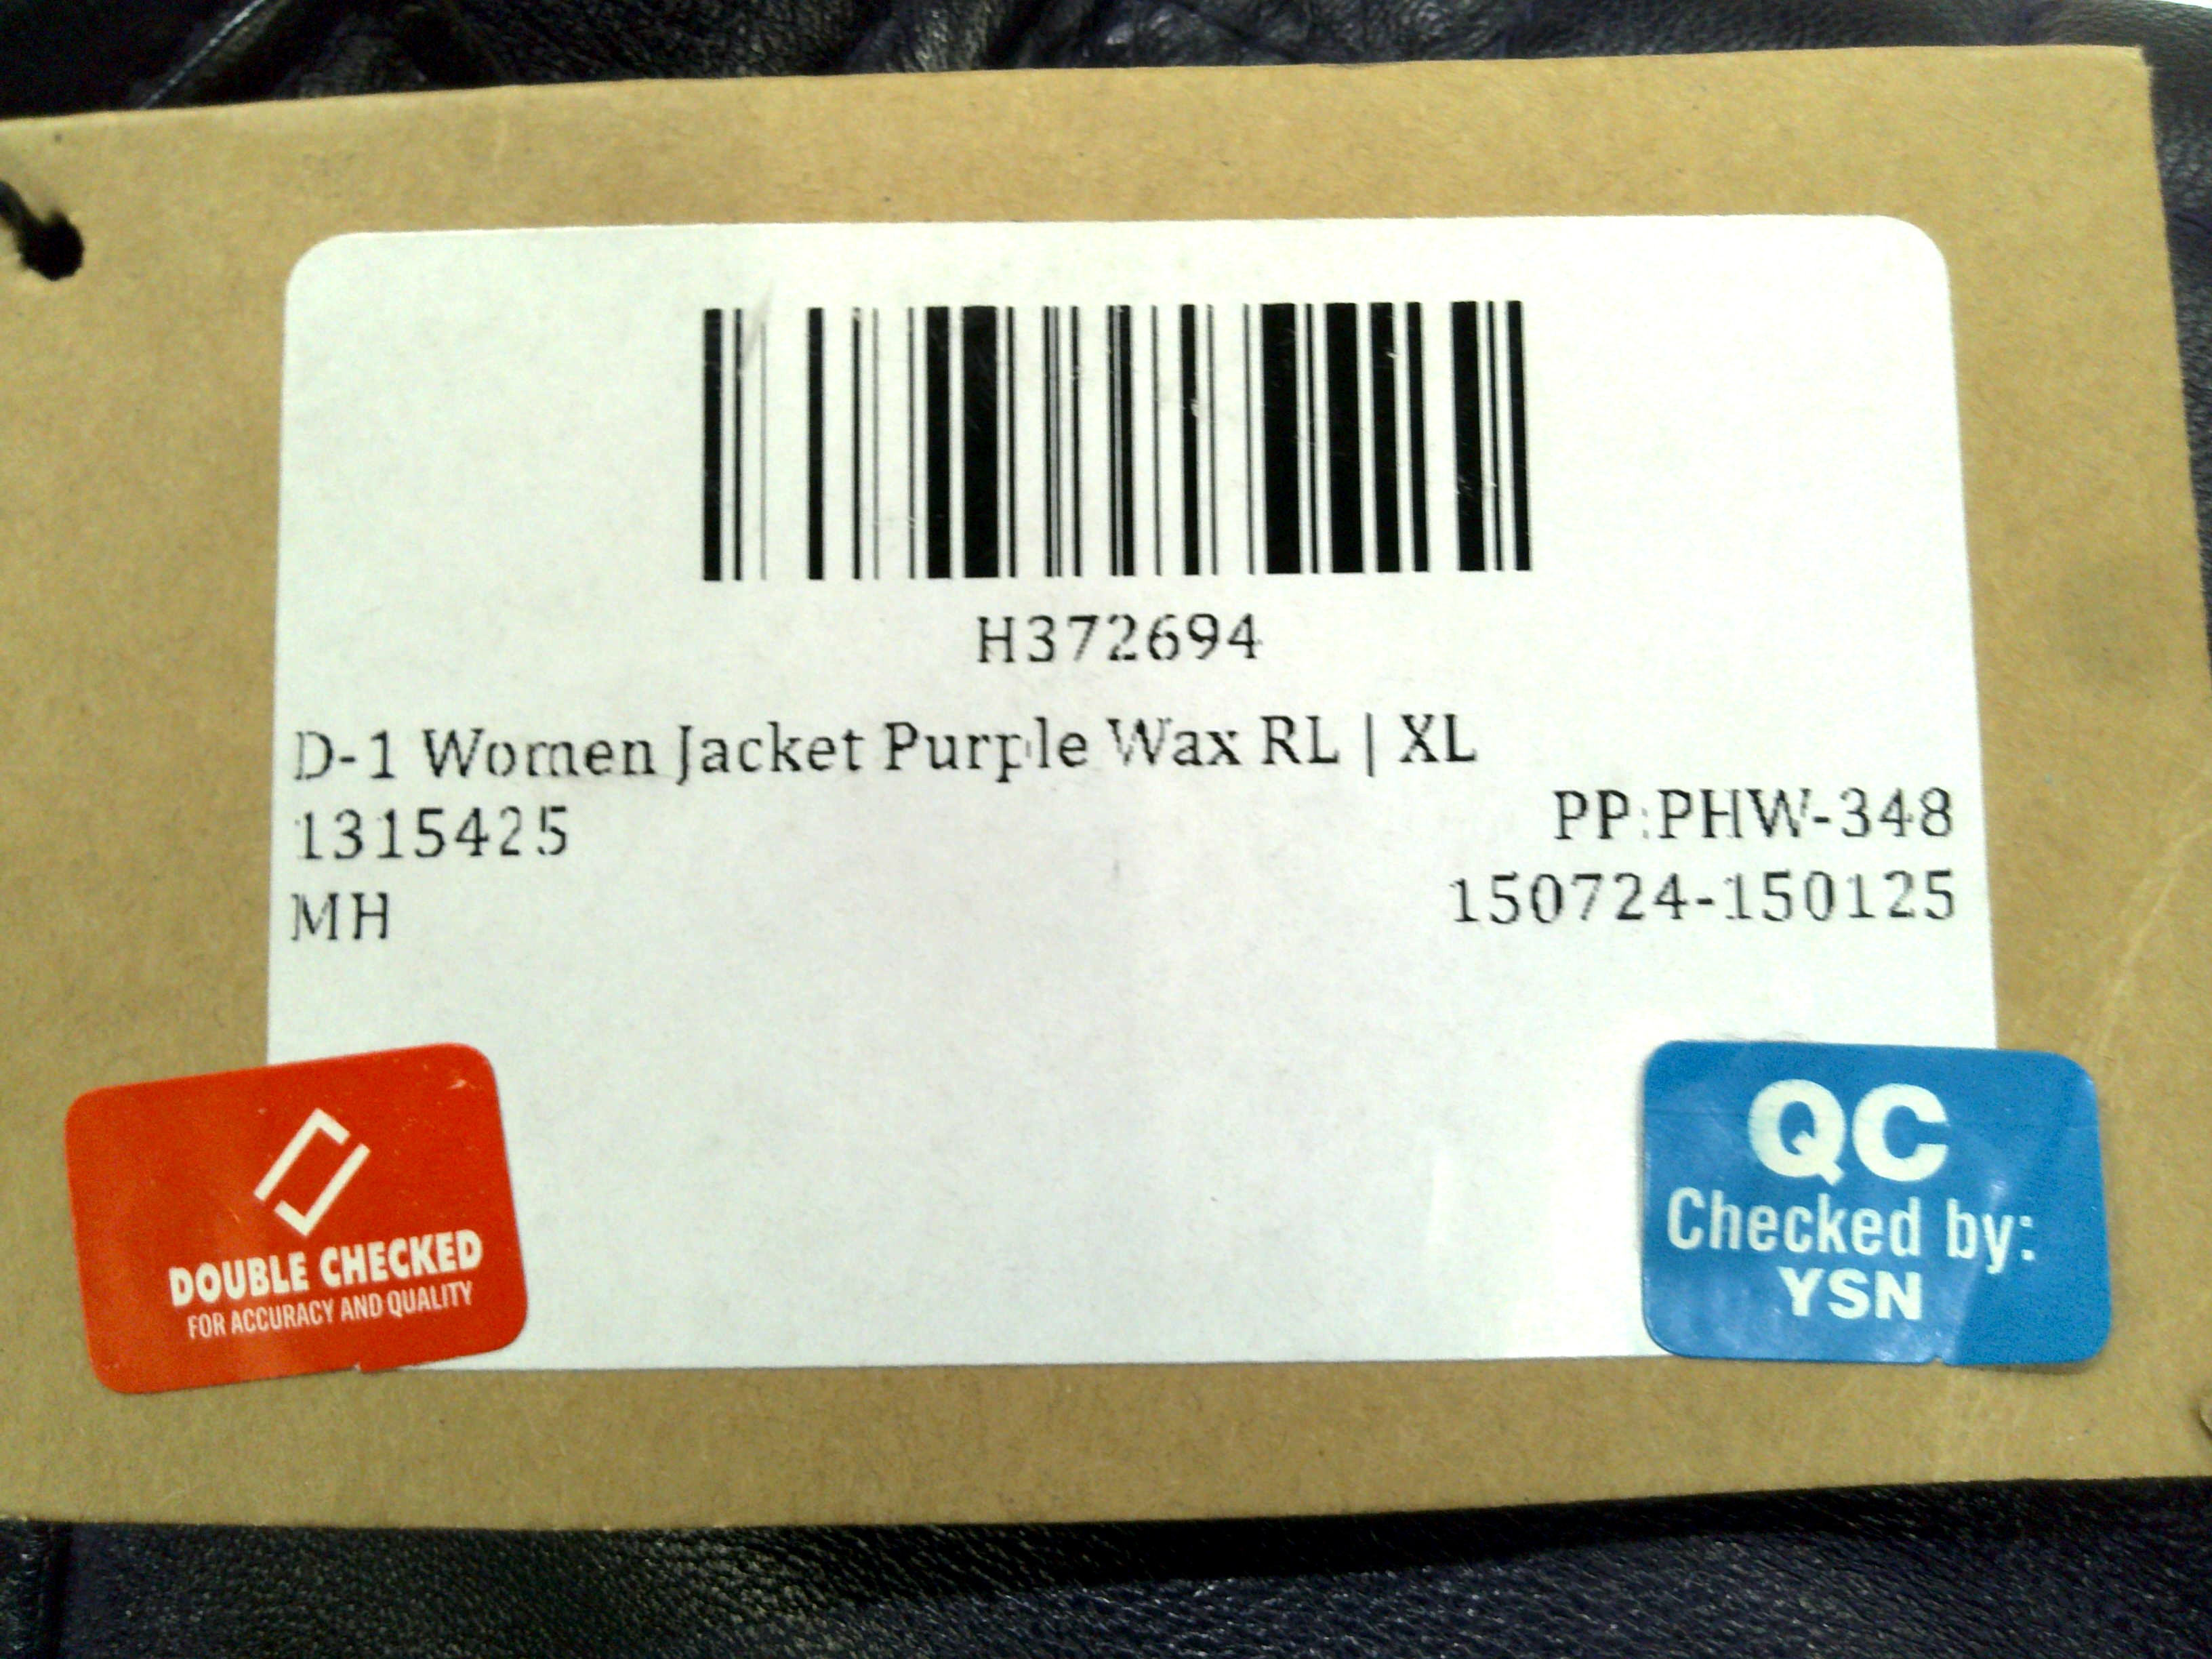 H372694
D-1 Women Jacket Purple Wax RL | XL
1315425
PP:PHW-348
MH
150724-150125
DOUBLE CHECKED
FOR ACCURACY AND QUALITY
QC
Checked by:
YSN